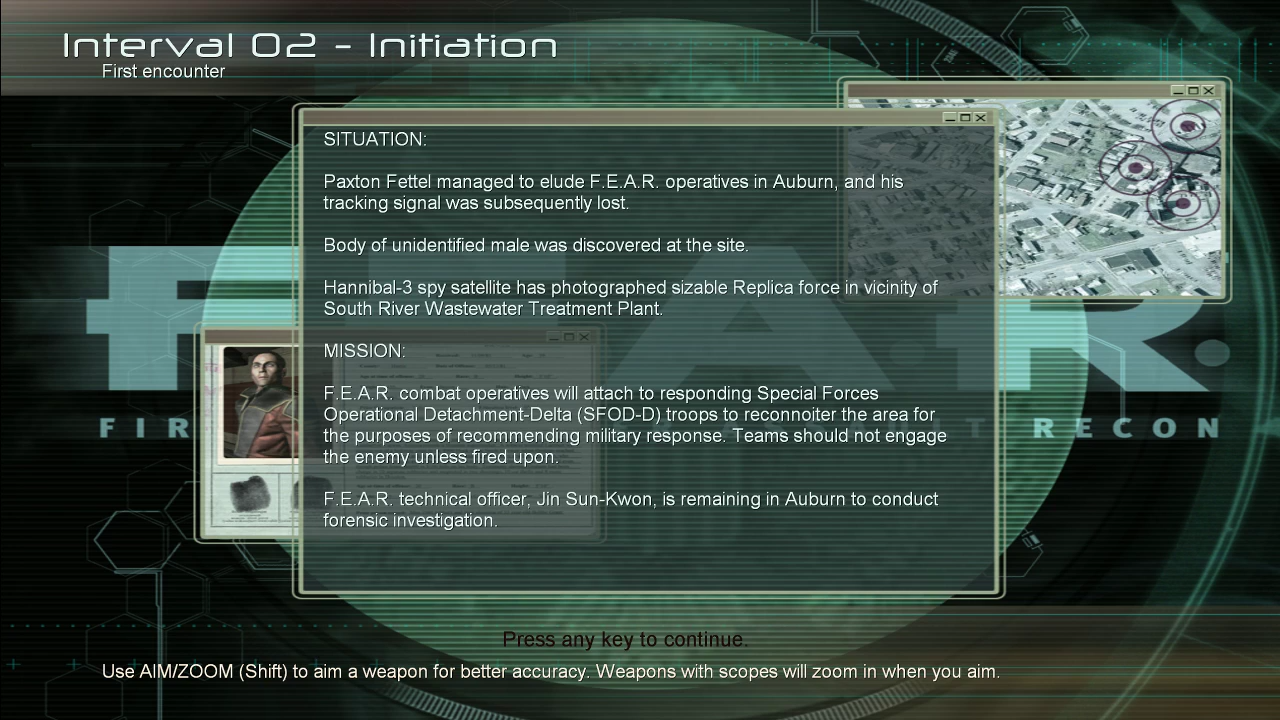 Interval 02 - Initiation
First encounter
SITUATION:
Paxton Fettel managed to elude F.E.A.R. operatives in Auburn, and his
tracking signal was subsequently lost.
Body of unidentified male was discovered at the site.
Hannibal-3 spy satellite has photographed sizable Replica force in vicinity of
South River Wastewater Treatment Plant.
MISSION:
F.E.A.R. combat operatives will attach to responding Special Forces
Operational Detachment-Delta (SFOD-D) troops to reconnoiter the area for
the purposes of recommending military response. Teams should not engage
the enemy unless fired upon.
F.E.A.R. technical officer, Jin Sun-Kwon, is remaining in Auburn to conduct
forensic investigation.
RECON
Press any key to continue.
Use AIM/ZOOM (Shift) to aim a weapon for better accuracy. Weapons with scopes will zoom in when you aim.